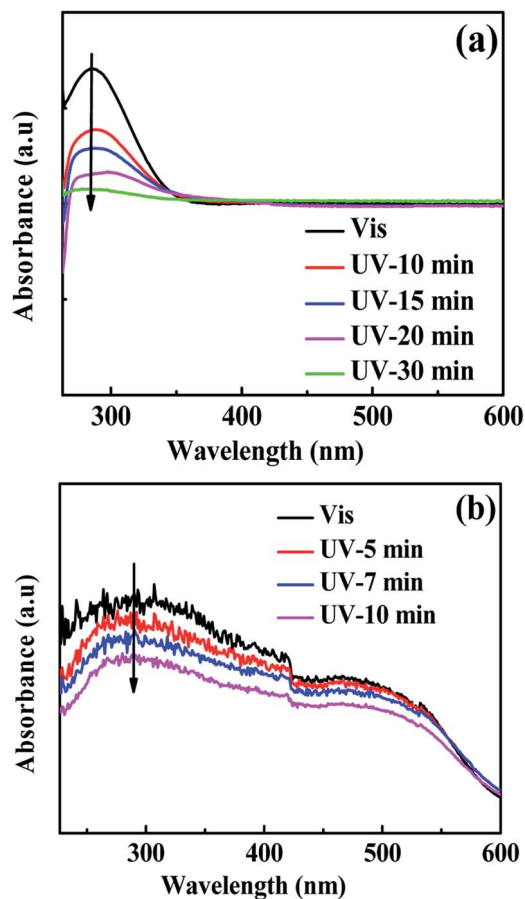 (a)
Absorbance (a.u)
Vis
UV-10 min
UV-15 min
UV-20 min
UV-30 min
300 400 500 600
Wavelength (nm)
(b)
Absorbance (a.u)
Vis
UV-5 min
UV-7 min
UV-10 min
300 400 500 600
Wavelength (nm)